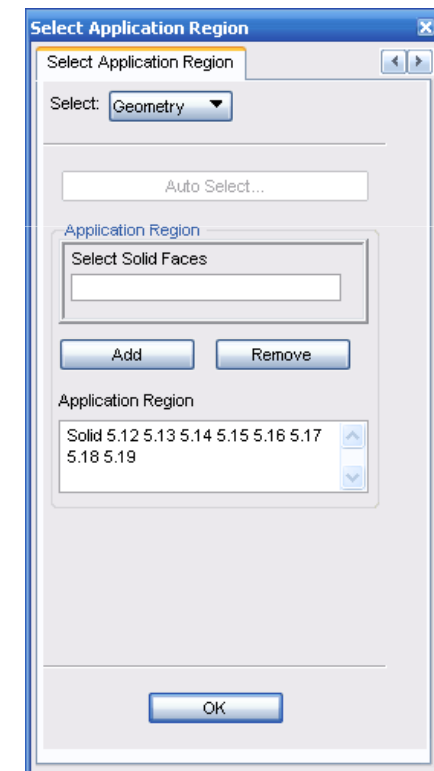 Select Application Region
Select Application Region
Select: Geometry
Auto Select...
Application Region
Select Solid Faces
Add Remove
Application Region
Solid 5.12 5.13 5.14 5.15 5.16 5.17
5.18 5.19
OK